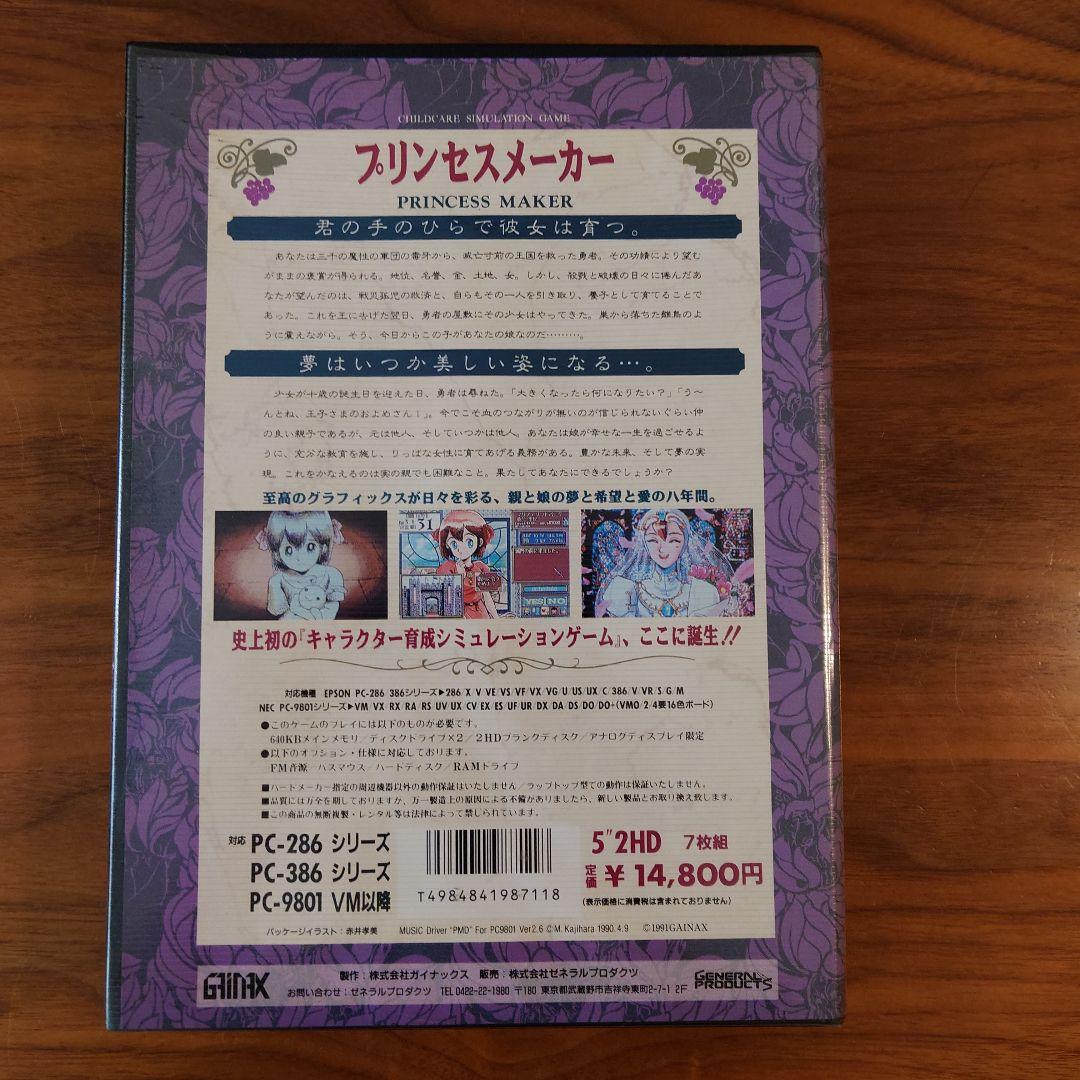 CHILDCARE SIMULATION GAME
プリンセスメーカー
PRINCESS MAKER
君の手のひらで彼女は育つ。
あなたは三千の魔性の軍団の毒牙から、滅亡寸前の王国を救った勇者。その功績により望む
がままの褒賞が得られる。地位、名誉、金、土地、女。しかし、殺戮と破壊の日々に倦んだあ
なたが望んだのは、戦災孤児の救済と、自らもその一人を引き取り、養子として育てることで
あった。これを王に告げた翌日、勇者の屋敷にその少女はやってきた。巣から落ちた雛鳥のよ
うに震えながら。そう、今日からこの子があなたの娘なのだ………。
夢はいつか美しい姿になる…。
少女が十歳の誕生日を迎えた日、勇者は尋ねた。「大きくなったら何になりたい?」「う〜
んとね、王子さまのおよめさん!」。今でこそ血のつながりが無いのが信じられないぐらい仲
の良い親子であるが、元は他人、そしていつかは他人。あなたは娘が幸せな一生を過ごせるよ
うに、充分な教育を施し、りっぱな女性に育てあげる義務がある。豊かな未来、そして夢の実
現。これをかなえるのは実の親でも困難なこと。果たしてあなたにできるでしょうか?
至高のグラフィックスが日々を彩る、親と娘の夢と希望と愛の八年間。
31
YES NO
史上初の『キャラクター育成シミュレーションゲーム』、ここに誕生!!
対応機種 EPSON PC-286 386シリーズ▶286/X/V/VE/VS/VF/VX/VG/U/US/UX/C/386/V/VR/S/G/M
NEC PC-9801シリーズ▶VM/VX/RX/RA/RS/UV/UX/CV/EX/ES/UF/UR/DX/DA/DS/DO/DO+(VM0/2/4要16色ボード)
●このゲームのプレイには以下のものが必要です。
640KBメインメモリ/ディスクドライブ×2/2HDブランクディスク/アナログディスプレイ限定
●以下のオプション・仕様に対応しております。
FM音源/バスマウス/ハードディスク/RAMドライブ
■ハードメーカー指定の周辺機器以外の動作保証はいたしません/ラップトップ型での動作は保証いたしません。
■品質には万全を期しておりますが、万一製造上の原因による不備がありましたら、新しい製品とお取り換え致します。
■この商品の無断複製・レンタル等は法律によって禁じられています。
対応 PC-286 シリーズ
PC-386 シリーズ
PC-9801 VM以降
T4984841987118
5"2HD 7枚組
定価 ¥14,800円
(表示価格に消費税は含まれておりません)
パッケージイラスト:赤井孝美 MUSIC Driver "PMD" For PC9801 Ver2.6 ©M. Kajihara 1990.4.9 ©1991GAINAX
GAINAX
製作:株式会社ガイナックス 販売:株式会社ゼネラルプロダクツ
お問い合わせ:ゼネラルプロダクツ TEL0422-22-1980 〒180 東京都武蔵野市吉祥寺東町2-7-1 2F
GENERAL PRODUCTS